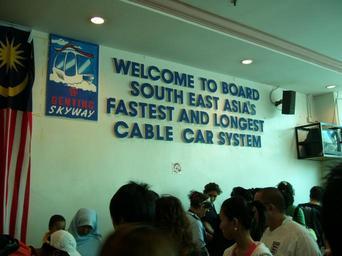 GENTING
SKYWAY
WELCOME TO BOARD
SOUTH EAST ASIA'S
FASTEST AND LONGEST
CABLE CAR SYSTEM